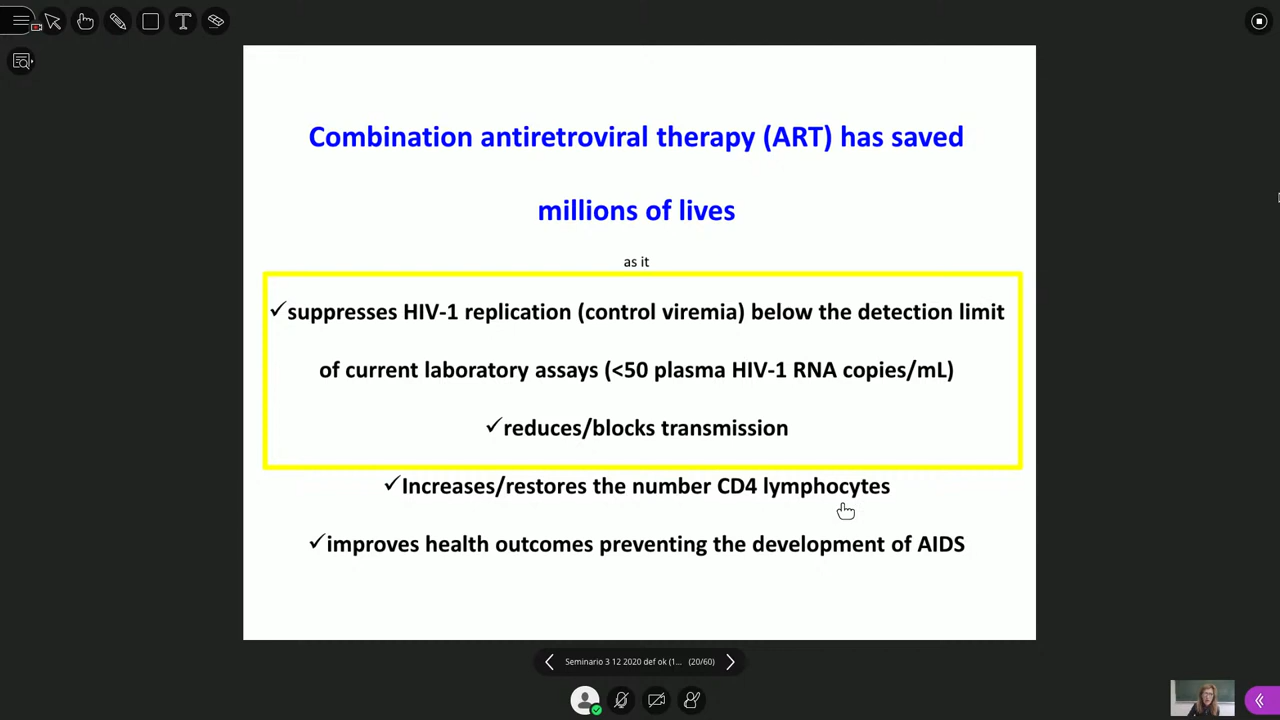 Combination antiretroviral therapy (ART) has saved
millions of lives
as it
✓suppresses HIV-1 replication (control viremia) below the detection limit
of current laboratory assays (<50 plasma HIV-1 RNA copies/mL)
✓reduces/blocks transmission
✓Increases/restores the number CD4 lymphocytes
✓improves health outcomes preventing the development of AIDS
Seminario 3 12 2020 def ok (1... (20/60)